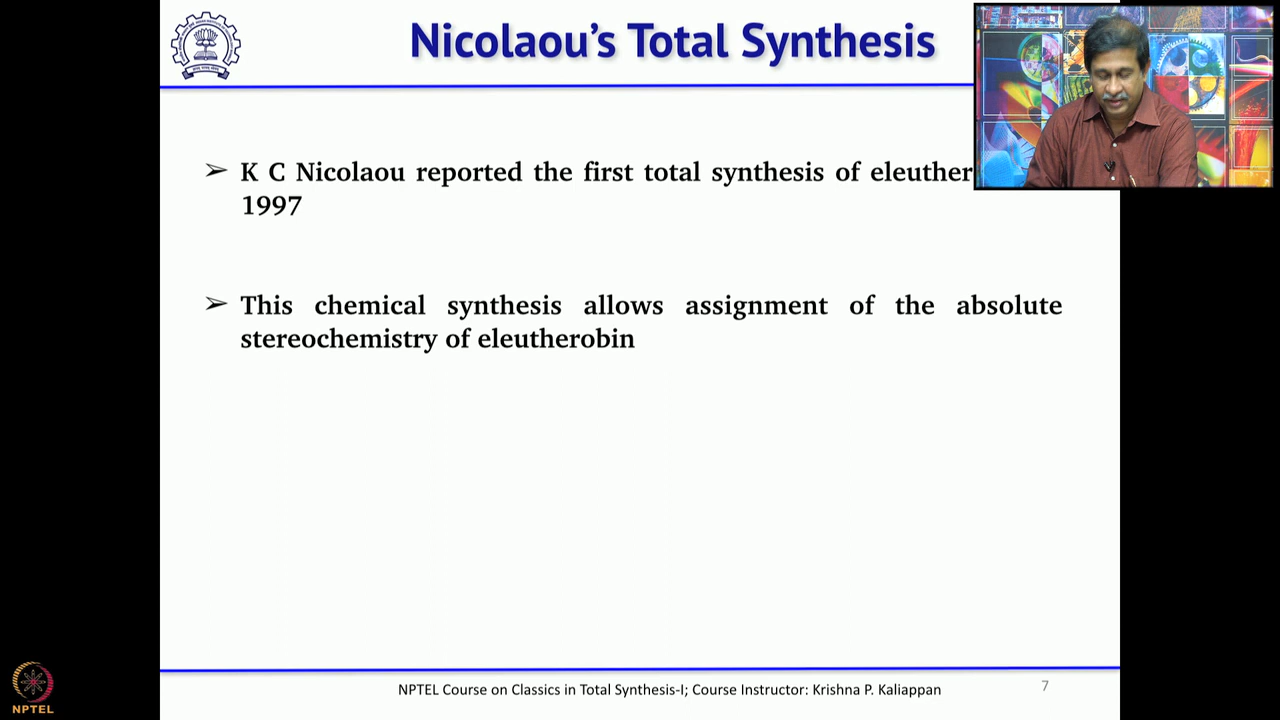 Nicolaou's Total Synthesis
➢ K C Nicolaou reported the first total synthesis of
1997
➢ This chemical synthesis allows assignment of the absolute
stereochemistry of eleutherobin
NPTEL Course on Classics in Total Synthesis-I; Course Instructor: Krishna P. Kaliappan
7
NPTEL